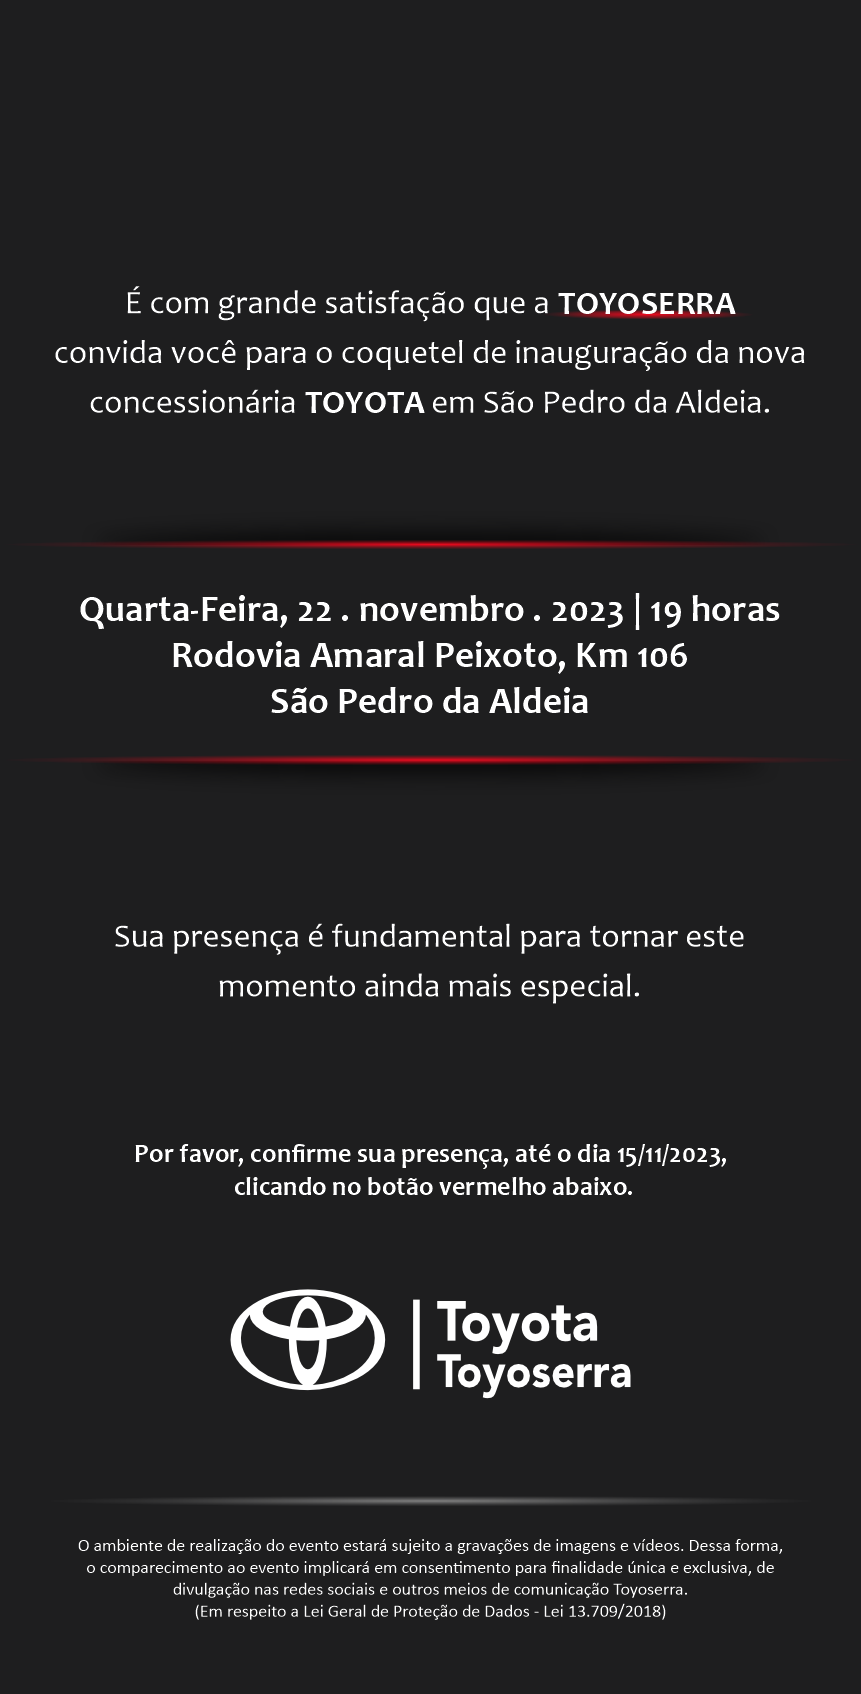 É com grande satisfação que a TOYOSERRA
convida você para o coquetel de inauguração da nova
concessionária TOYOTA em São Pedro da Aldeia.
Quarta-Feira, 22 . novembro . 2023 | 19 horas
Rodovia Amaral Peixoto, Km 106
São Pedro da Aldeia
Sua presença é fundamental para tornar este
momento ainda mais especial.
Por favor, confirme sua presença, até o dia 15/11/2023,
clicando no botão vermelho abaixo.
Toyota
Toyoserra
O ambiente de realização do evento estará sujeito a gravações de imagens e vídeos. Dessa forma,
o comparecimento ao evento implicará em consentimento para finalidade única e exclusiva, de
divulgação nas redes sociais e outros meios de comunicação Toyoserra.
(Em respeito a Lei Geral de Proteção de Dados - Lei 13.709/2018)